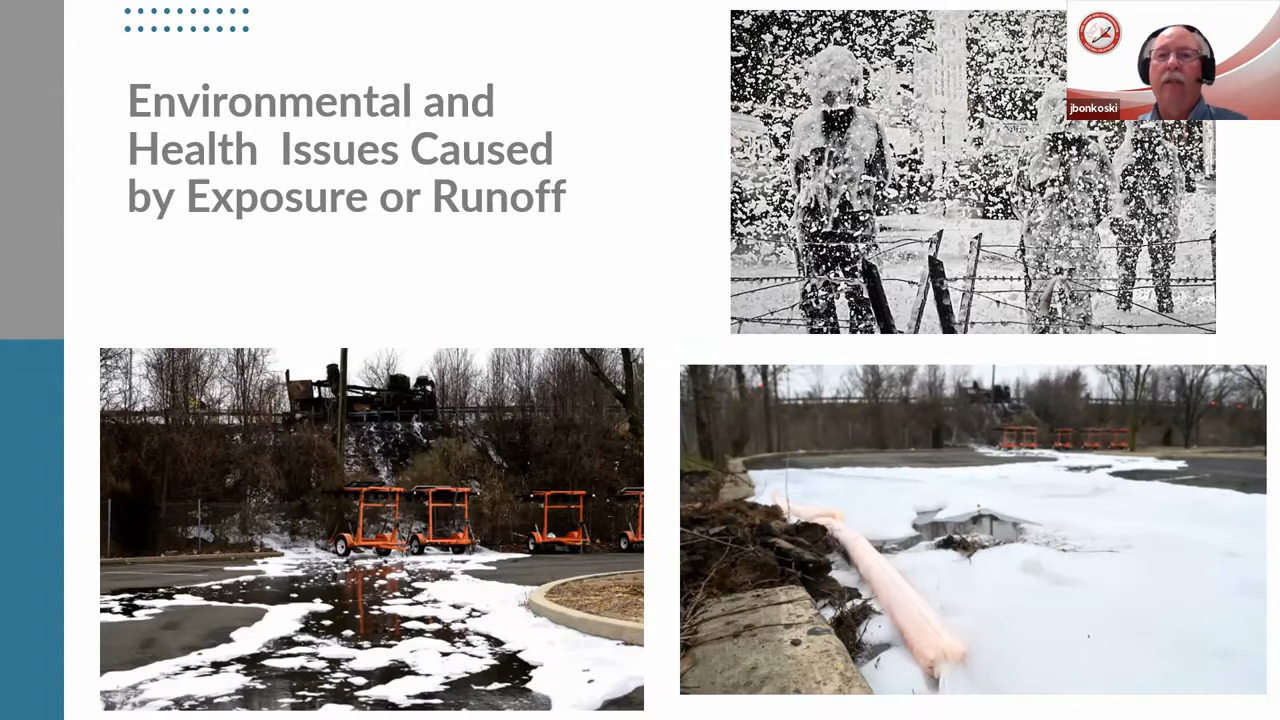 Environmental and
Health  Issues Caused
by Exposure or Runoff
jbonkoski